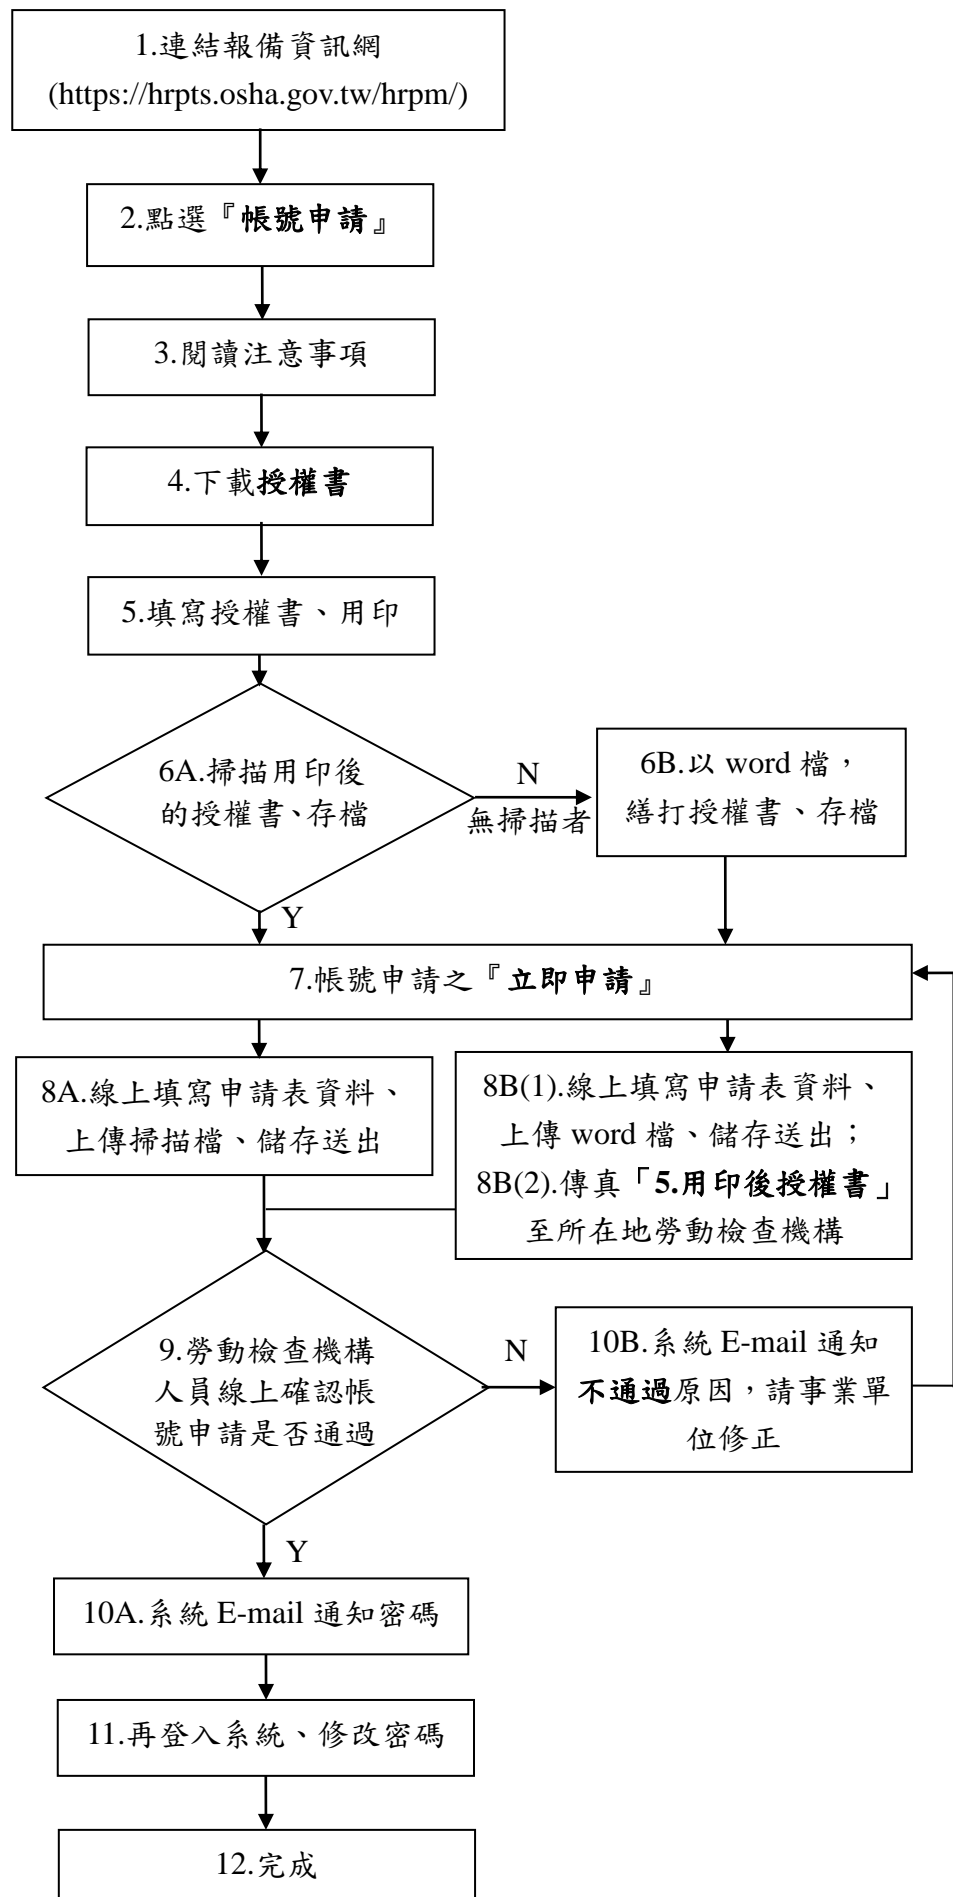 1.連結報備資訊網
(https://hrpts.osha.gov.tw/hrpm/)
2.點選『帳號申請』
3.閱讀注意事項
4.下載授權書
5.填寫授權書、用印
6A.掃描用印後
的授權書、存檔
N
無掃描者
6B.以 word 檔，
繕打授權書、存檔
Y
7.帳號申請之『立即申請』
8A.線上填寫申請表資料、
上傳掃描檔、儲存送出
8B(1).線上填寫申請表資料、
上傳 word 檔、儲存送出；
8B(2).傳真「5.用印後授權書」
至所在地勞動檢查機構
9.勞動檢查機構
人員線上確認帳
號申請是否通過
N
10B.系統 E-mail 通知
不通過原因，請事業單
位修正
Y
10A.系統 E-mail 通知密碼
11.再登入系統、修改密碼
12.完成